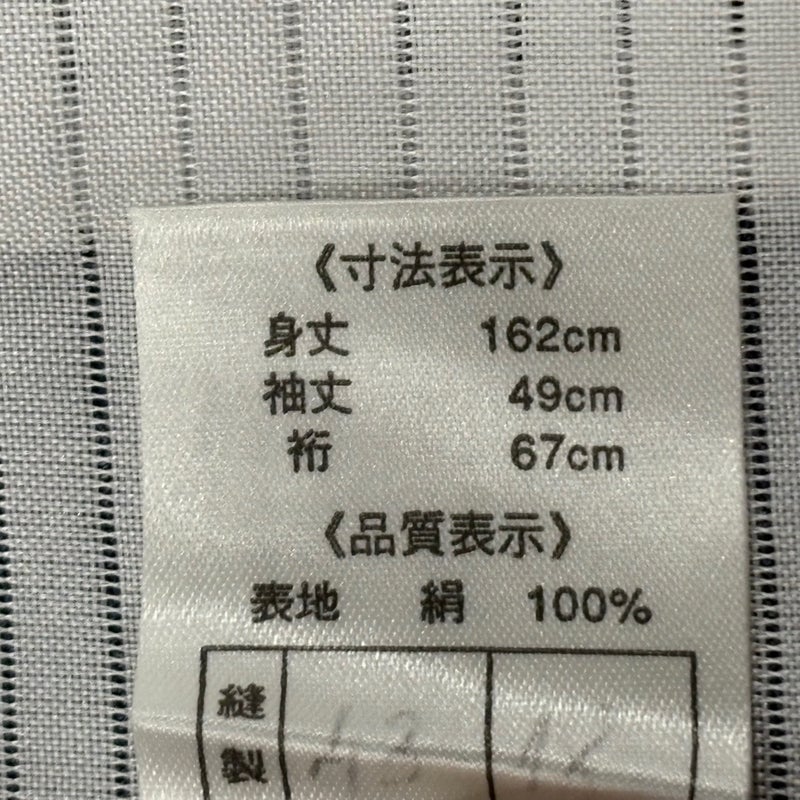 《寸法表示》
身丈 162cm
袖丈 49cm
裄 67cm
《品質表示》
表地 絹 100%
縫製